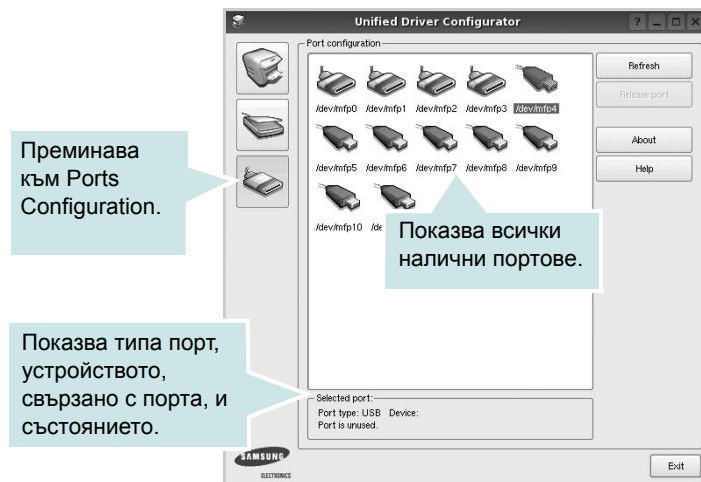 Unified Driver Configurator
Port configuration
/dev/mfp0 /dev/mfp1 /dev/mfp2 /dev/mfp3 /dev/mfp4
/dev/mfp5 /dev/mfp6 /dev/mfp7 /dev/mfp8 /dev/mfp9
/dev/mfp10
Refresh
Release port
About
Help
Преминава
към Ports
Configuration.
Показва всички
налични портове.
Показва типа порт,
устройството,
свързано с порта, и
състоянието.
Selected port:
Port type: USB Device:
Port is unused.
SAMSUNG
ELECTRONICS
Exit